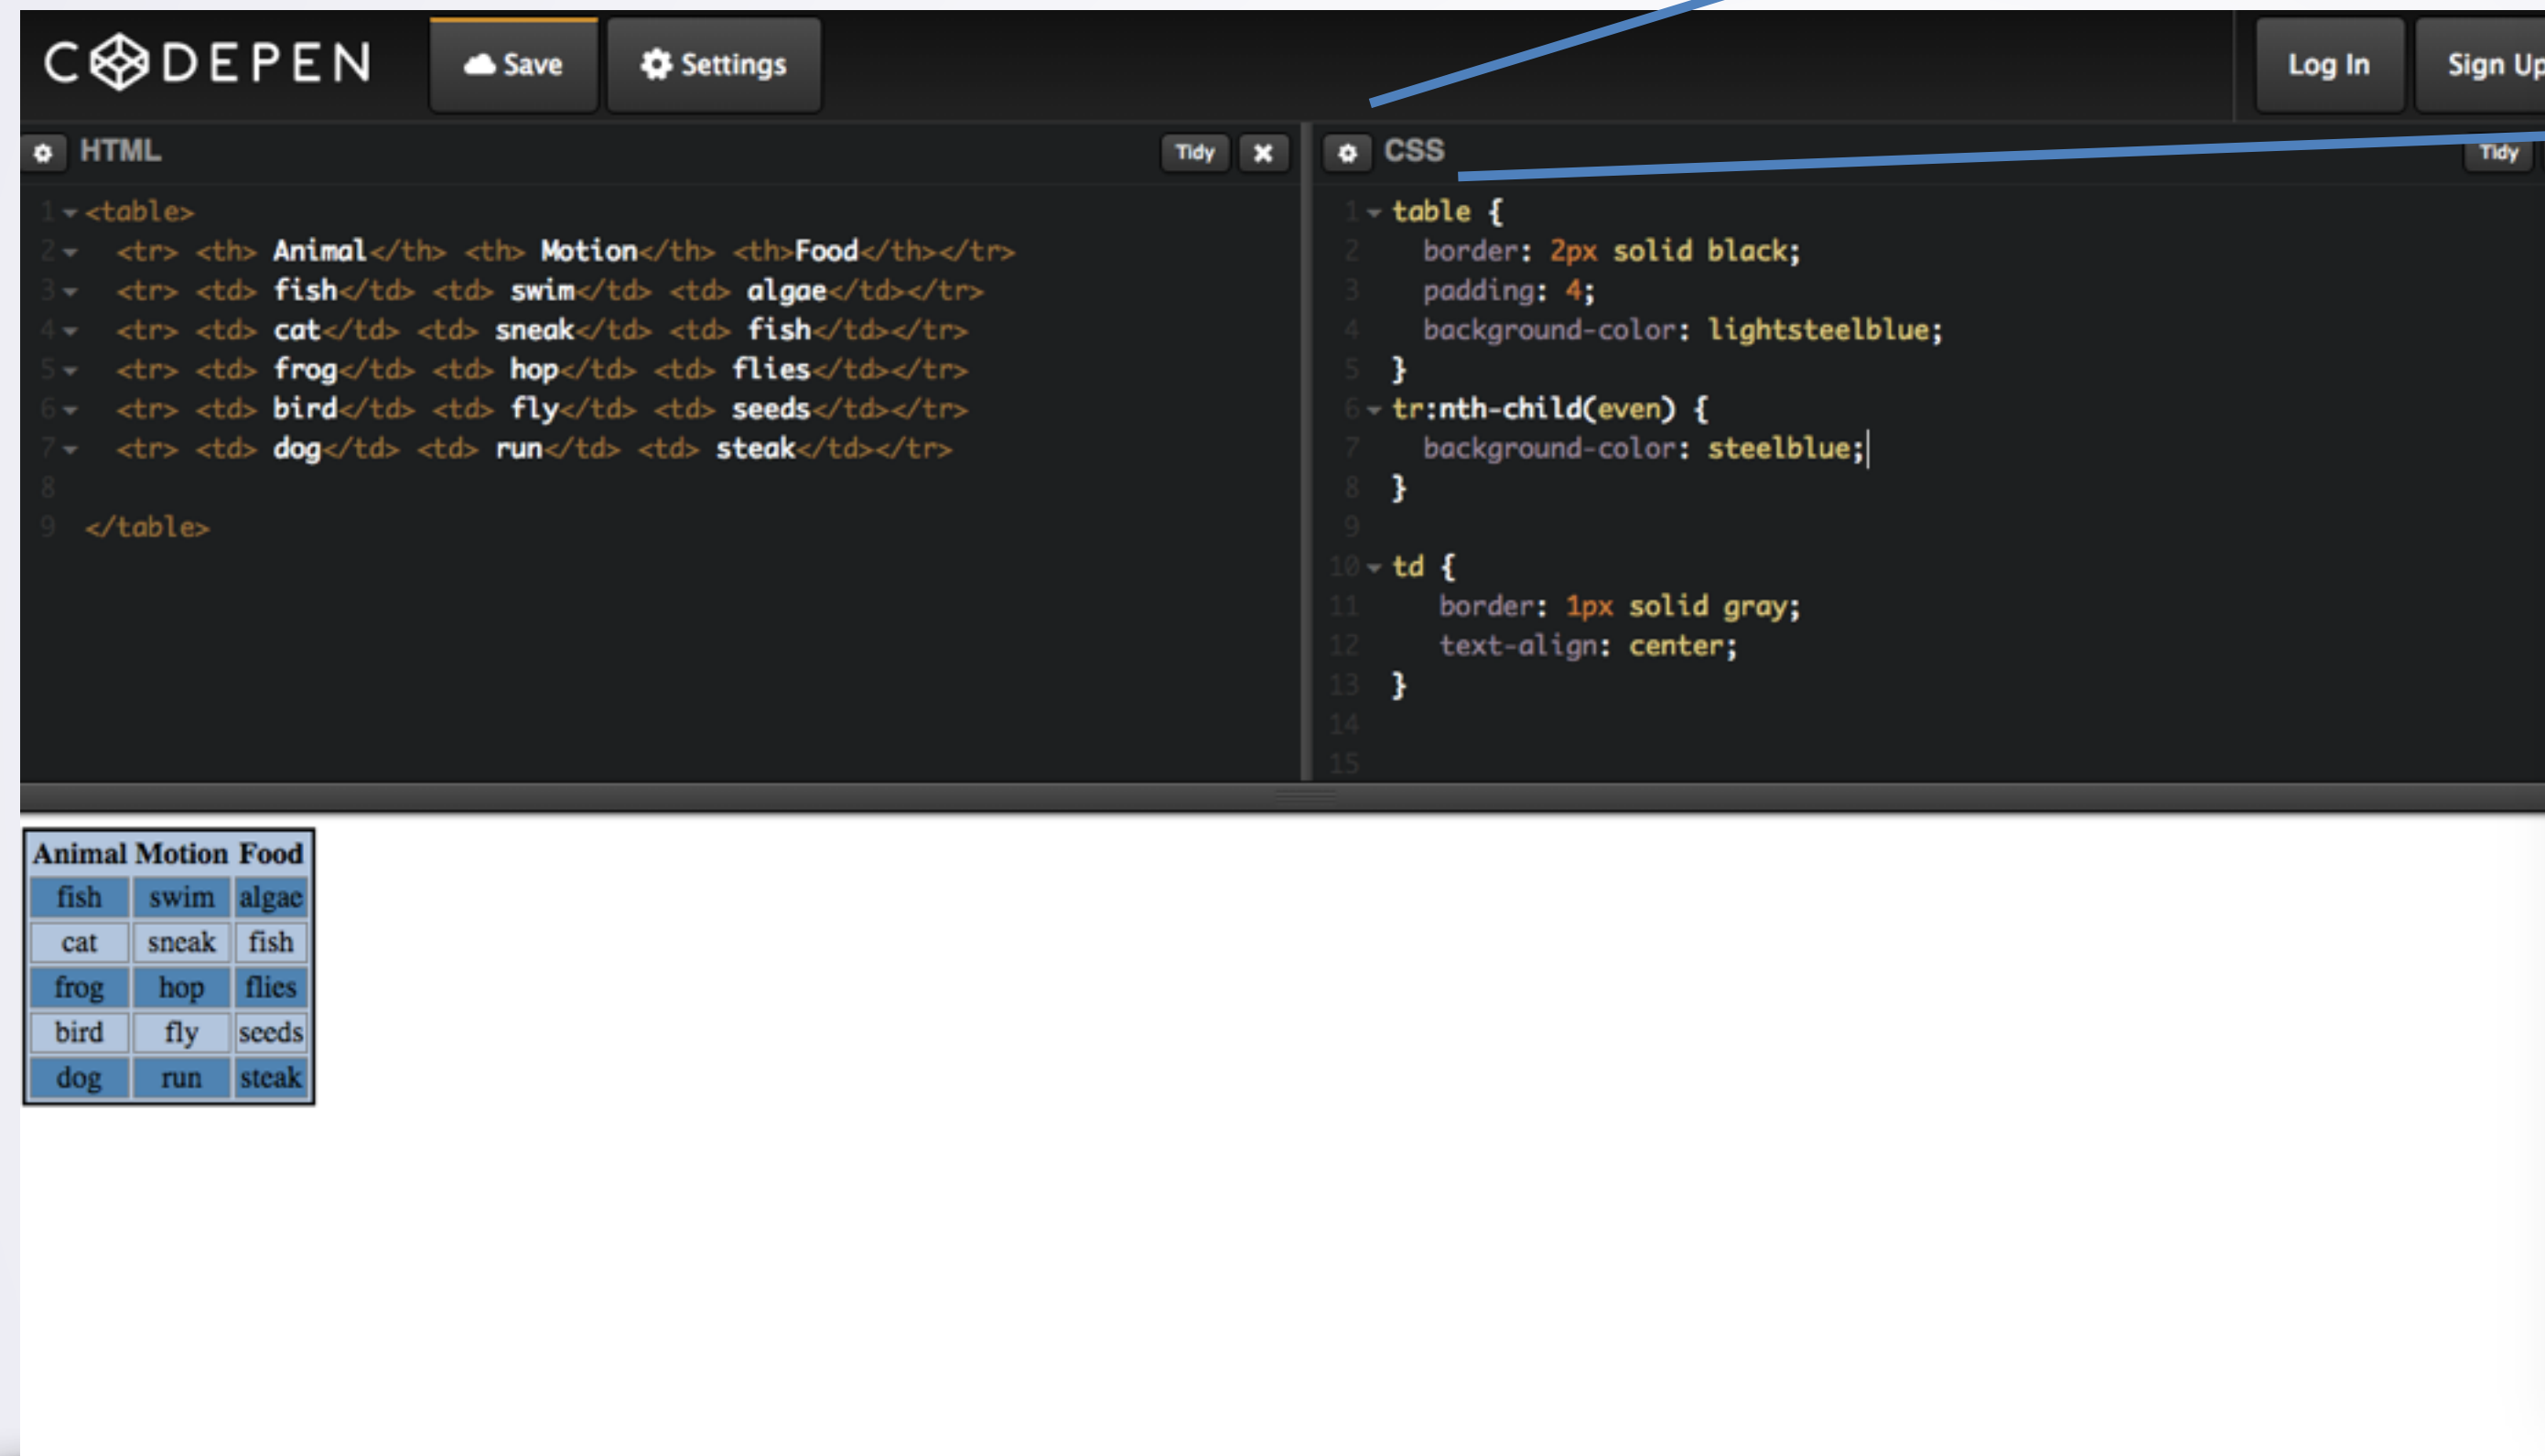 CODEPEN Save Settings Log In Sign Up
HTML Tidy x
1 <table>
2 <tr> <th> Animal</th> <th> Motion</th> <th>Food</th></tr>
3 <tr> <td> fish</td> <td> swim</td> <td> algae</td></tr>
4 <tr> <td> cat</td> <td> sneak</td> <td> fish</td></tr>
5 <tr> <td> frog</td> <td> hop</td> <td> flies</td></tr>
6 <tr> <td> bird</td> <td> fly</td> <td> seeds</td></tr>
7 <tr> <td> dog</td> <td> run</td> <td> steak</td></tr>
8
9 </table>
CSS Tidy
1 table {
2 border: 2px solid black;
3 padding: 4;
4 background-color: lightsteelblue;
5 }
6 tr:nth-child(even) {
7 background-color: steelblue;
8 }
9
10 td {
11 border: 1px solid gray;
12 text-align: center;
13 }
14
15
Animal Motion Food
fish swim algae
cat sneak fish
frog hop flies
bird fly seeds
dog run steak